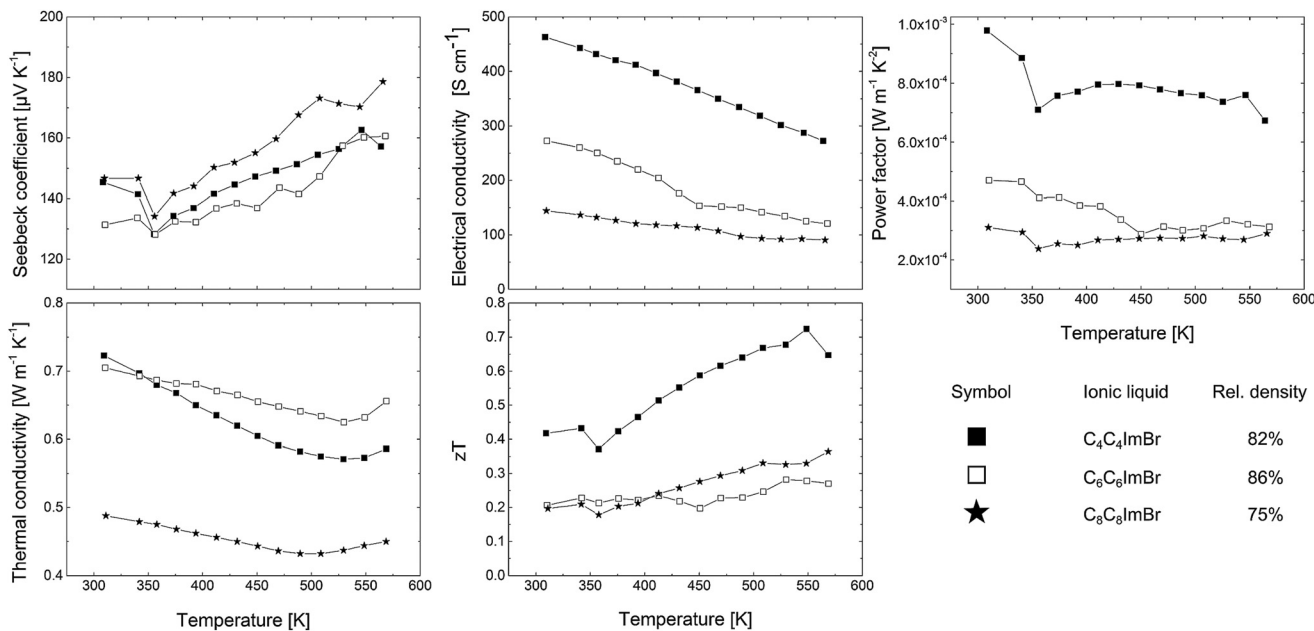 200
180
160
140
120
Seebeck coefficient [µV K⁻¹]
500
400
300
200
100
0
Electrical conductivity [S cm⁻¹]
1.0x10⁻³
8.0x10⁻⁴
6.0x10⁻⁴
4.0x10⁻⁴
2.0x10⁻⁴
Power factor [W m⁻¹ K⁻²]
300 350 400 450 500 550 600
Temperature [K]
0.8
0.7
0.6
0.5
0.4
Thermal conductivity [W m⁻¹ K⁻¹]
300 350 400 450 500 550 600
Temperature [K]
0.8
0.7
0.6
0.5
0.4
0.3
0.2
0.1
0.0
zT
300 350 400 450 500 550 600
Temperature [K]
Symbol Ionic liquid Rel. density
■ C₄C₄ImBr 82%
□ C₆C₆ImBr 86%
★ C₈C₈ImBr 75%